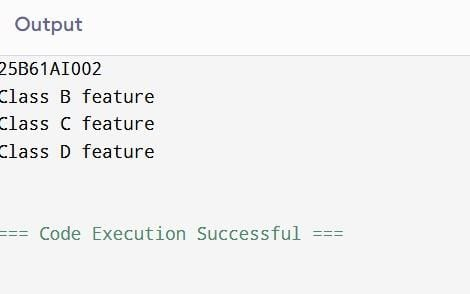 Output
25B61AI002
Class B feature
Class C feature
Class D feature
=== Code Execution Successful ===